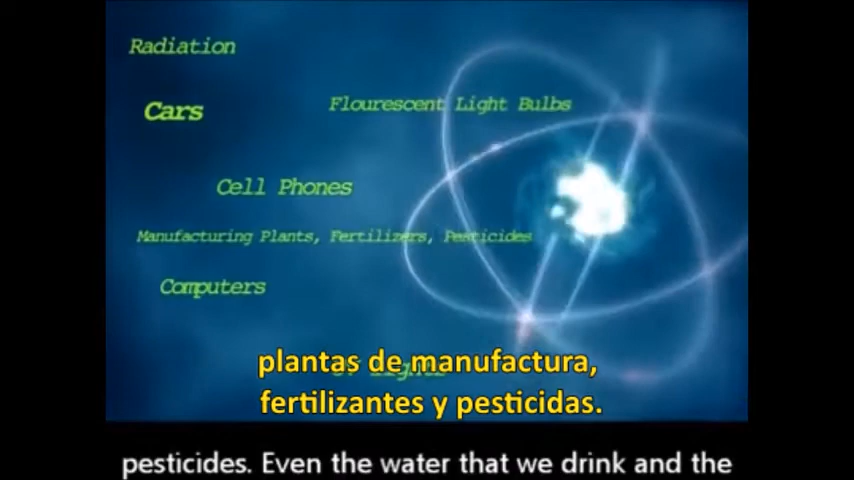 Radiation
Cars
Flourescent Light Bulbs
Cell Phones
Manufacturing Plants, Fertilizers, Pesticides
Computers
plantas de manufactura,
fertilizantes y pesticidas.
pesticides. Even the water that we drink and the